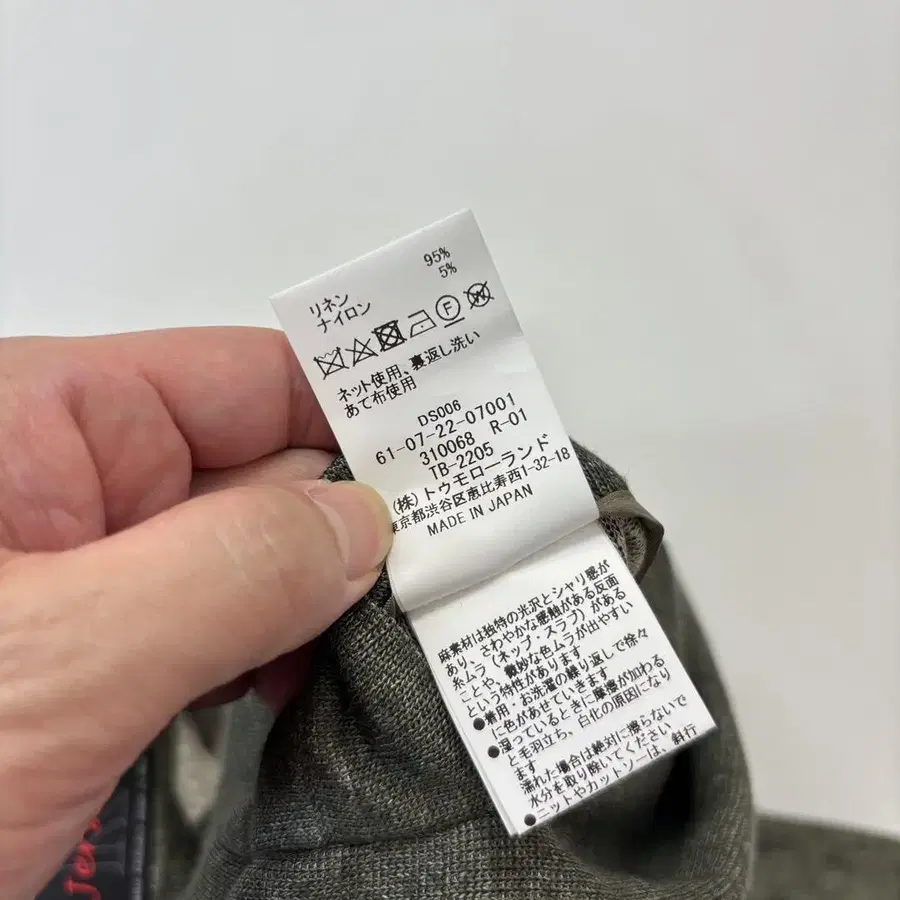 リネン 95%
ナイロン 5%
F W
ネット使用、裏返し洗い
あて布使用
DS006
61-07-22-07001
310068 R-01
TB-2205
(株)トゥモローランド
東京都渋谷区恵比寿西1-32-18
MADE IN JAPAN
麻素材は独特の光沢とシャリ感が
あり、さわやかな感触がある反面
糸ムラ(ネップ・スラブ)がある
ことや、微妙な色ムラが出やすい
という特性があります
●着用・お洗濯の繰り返しで徐々
に色があせていきます
●湿っているときに摩擦が加わる
と毛羽立ち、白化の原因になり
ます
濡れた場合は絶対に擦らないで
水分を取り除いてください
●ニットやカットソーは、斜行